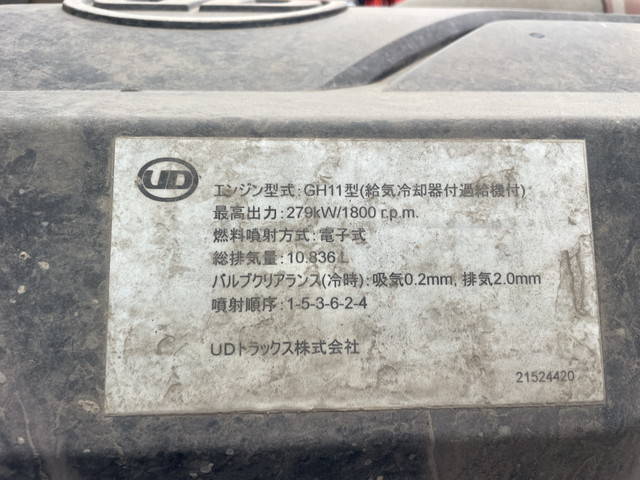 UD
エンジン型式:GH11型(給気冷却器付過給機付)
最高出力:279kW/1800 r.p.m.
燃料噴射方式:電子式
総排気量:10.836 L
バルブクリアランス(冷時):吸気0.2mm, 排気2.0mm
噴射順序:1-5-3-6-2-4
UDトラックス株式会社
21524420